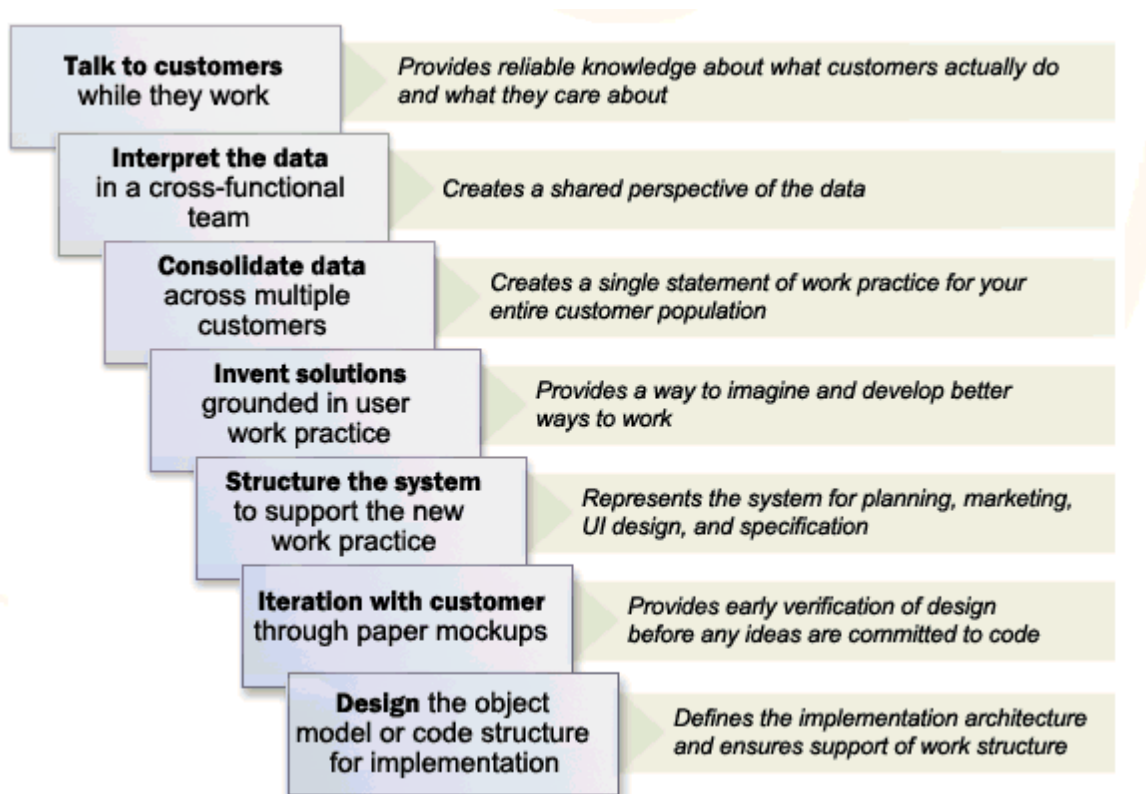 Talk to customers
while they work
Provides reliable knowledge about what customers actually do
and what they care about
Interpret the data
in a cross-functional
team
Creates a shared perspective of the data
Consolidate data
across multiple
customers
Creates a single statement of work practice for your
entire customer population
Invent solutions
grounded in user
work practice
Provides a way to imagine and develop better
ways to work
Structure the system
to support the new
work practice
Represents the system for planning, marketing,
UI design, and specification
Iteration with customer
through paper mockups
Provides early verification of design
before any ideas are committed to code
Design the object
model or code structure
for implementation
Defines the implementation architecture
and ensures support of work structure